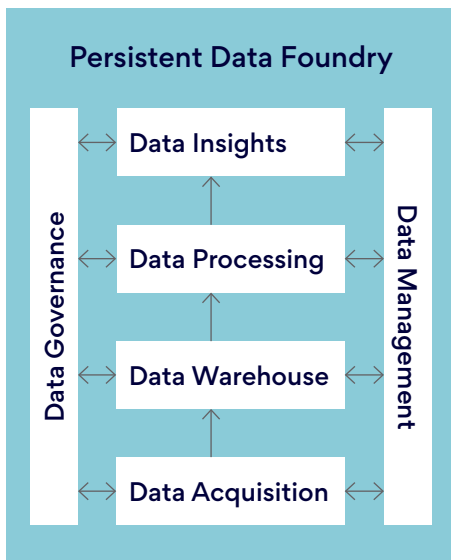 Persistent Data Foundry
Data Governance
Data Insights
Data Processing
Data Warehouse
Data Acquisition
Data Management